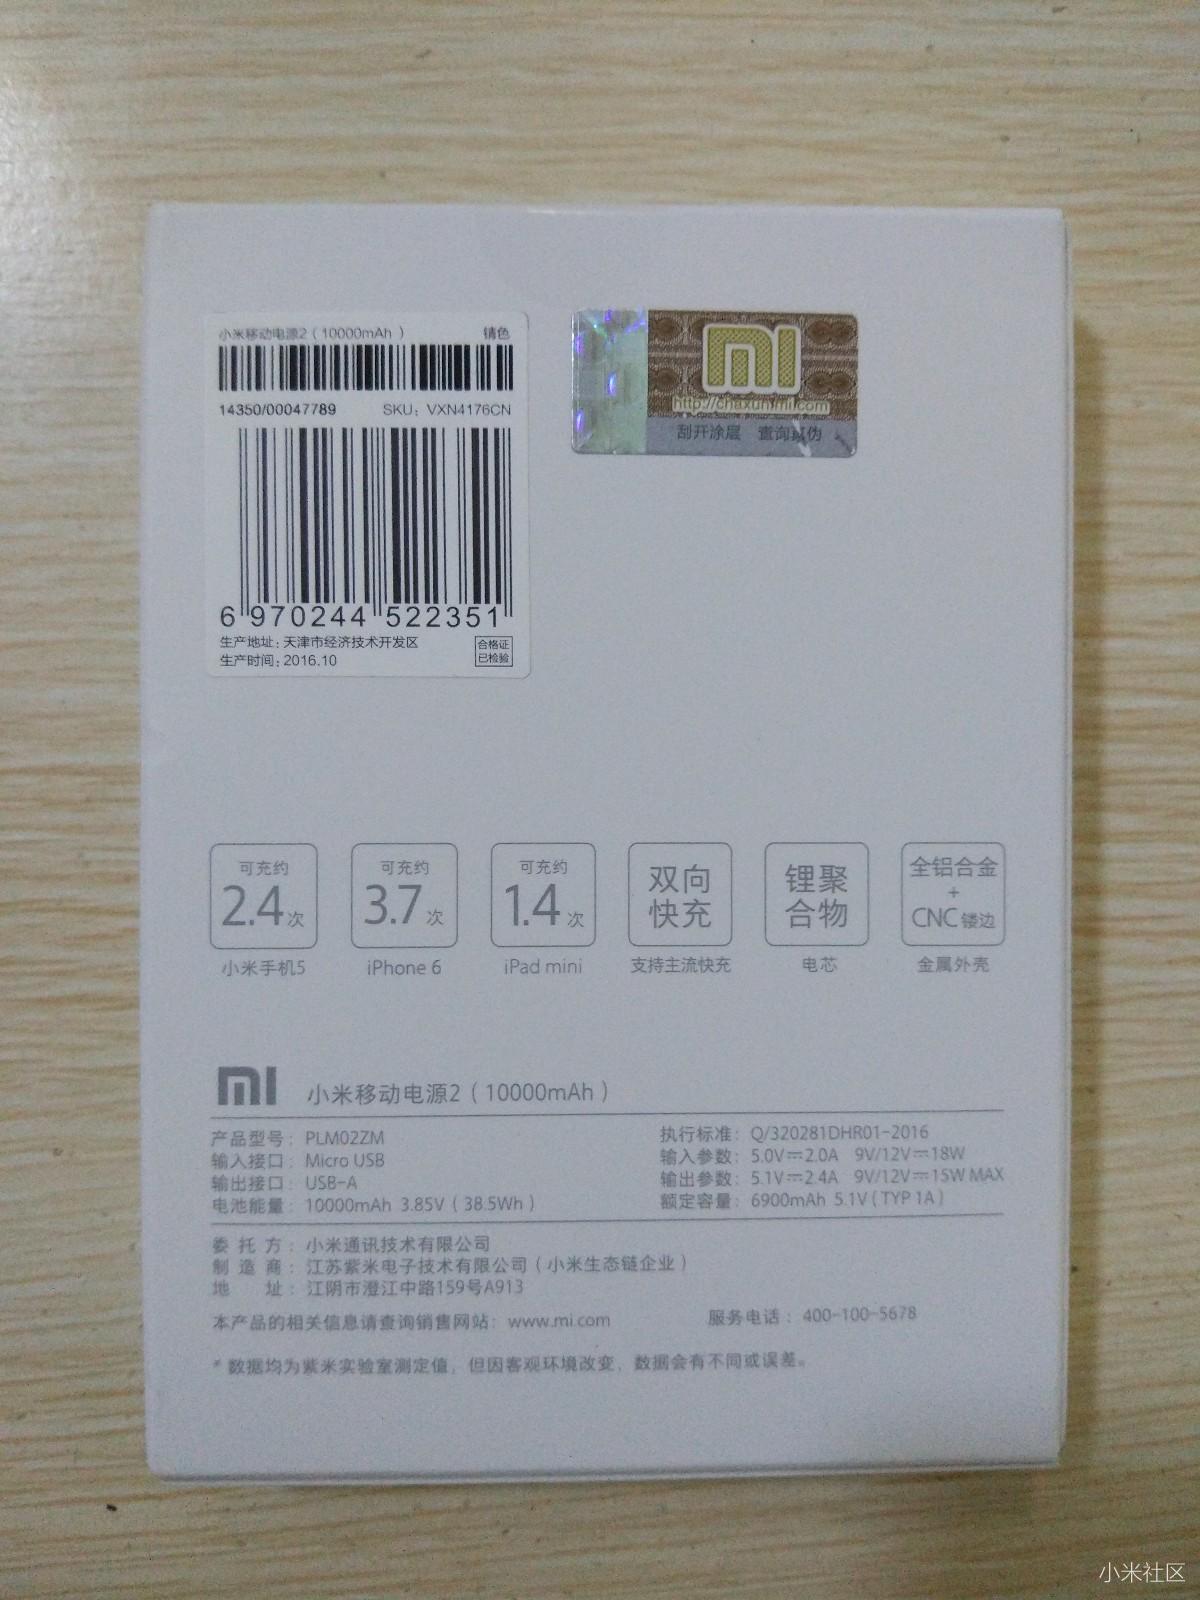 小米移动电源2（10000mAh） 锖色
14350/00047789 SKU：VXN4176CN
6 970244 522351
生产地址：天津市经济技术开发区
生产时间：2016.10
合格证
已检验
mi
http://chaxun.mi.com
刮开涂层 查询真伪
可充约
2.4次
小米手机5
可充约
3.7次
iPhone 6
可充约
1.4次
iPad mini
双向
快充
支持主流快充
锂聚
合物
电芯
全铝合金
+
CNC镂边
金属外壳
mi 小米移动电源2（10000mAh）
产品型号：PLM02ZM
输入接口：Micro USB
输出接口：USB-A
电池能量：10000mAh 3.85V（38.5Wh）
执行标准：Q/320281DHR01-2016
输入参数：5.0V⎓2.0A 9V/12V⎓18W
输出参数：5.1V⎓2.4A 9V/12V⎓15W MAX
额定容量：6900mAh 5.1V（TYP 1A）
委托方：小米通讯技术有限公司
制造商：江苏紫米电子技术有限公司（小米生态链企业）
地址：江阴市澄江中路159号A913
本产品的相关信息请查询销售网站：www.mi.com 服务电话：400-100-5678
*数据均为紫米实验室测定值，但因客观环境改变，数据会有不同或误差。
小米社区